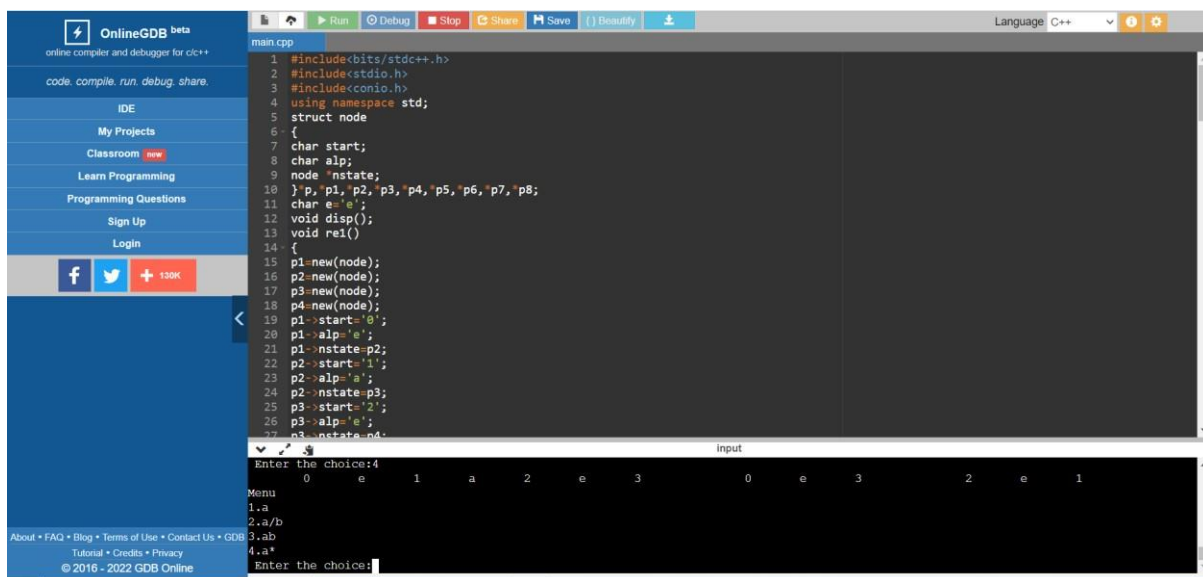 OnlineGDB beta
online compiler and debugger for c/c++
code. compile. run. debug. share.
IDE
My Projects
Classroom new
Learn Programming
Programming Questions
Sign Up
Login
130K
About • FAQ • Blog • Terms of Use • Contact Us • GDB
Tutorial • Credits • Privacy
© 2016 - 2022 GDB Online
Run Debug Stop Share Save {} Beautify Language C++
main.cpp
1 #include<bits/stdc++.h>
2 #include<stdio.h>
3 #include<conio.h>
4 using namespace std;
5 struct node
6 {
7 char start;
8 char alp;
9 node *nstate;
10 }*p,*p1,*p2,*p3,*p4,*p5,*p6,*p7,*p8;
11 char e='e';
12 void disp();
13 void re1()
14 {
15 p1=new(node);
16 p2=new(node);
17 p3=new(node);
18 p4=new(node);
19 p1->start='0';
20 p1->alp='e';
21 p1->nstate=p2;
22 p2->start='1';
23 p2->alp='a';
24 p2->nstate=p3;
25 p3->start='2';
26 p3->alp='e';
27 p3->nstate=p4;
input
Enter the choice:4
0 e 1 a 2 e 3 0 e 3 2 e 1
Menu
1.a
2.a/b
3.ab
4.a*
Enter the choice: